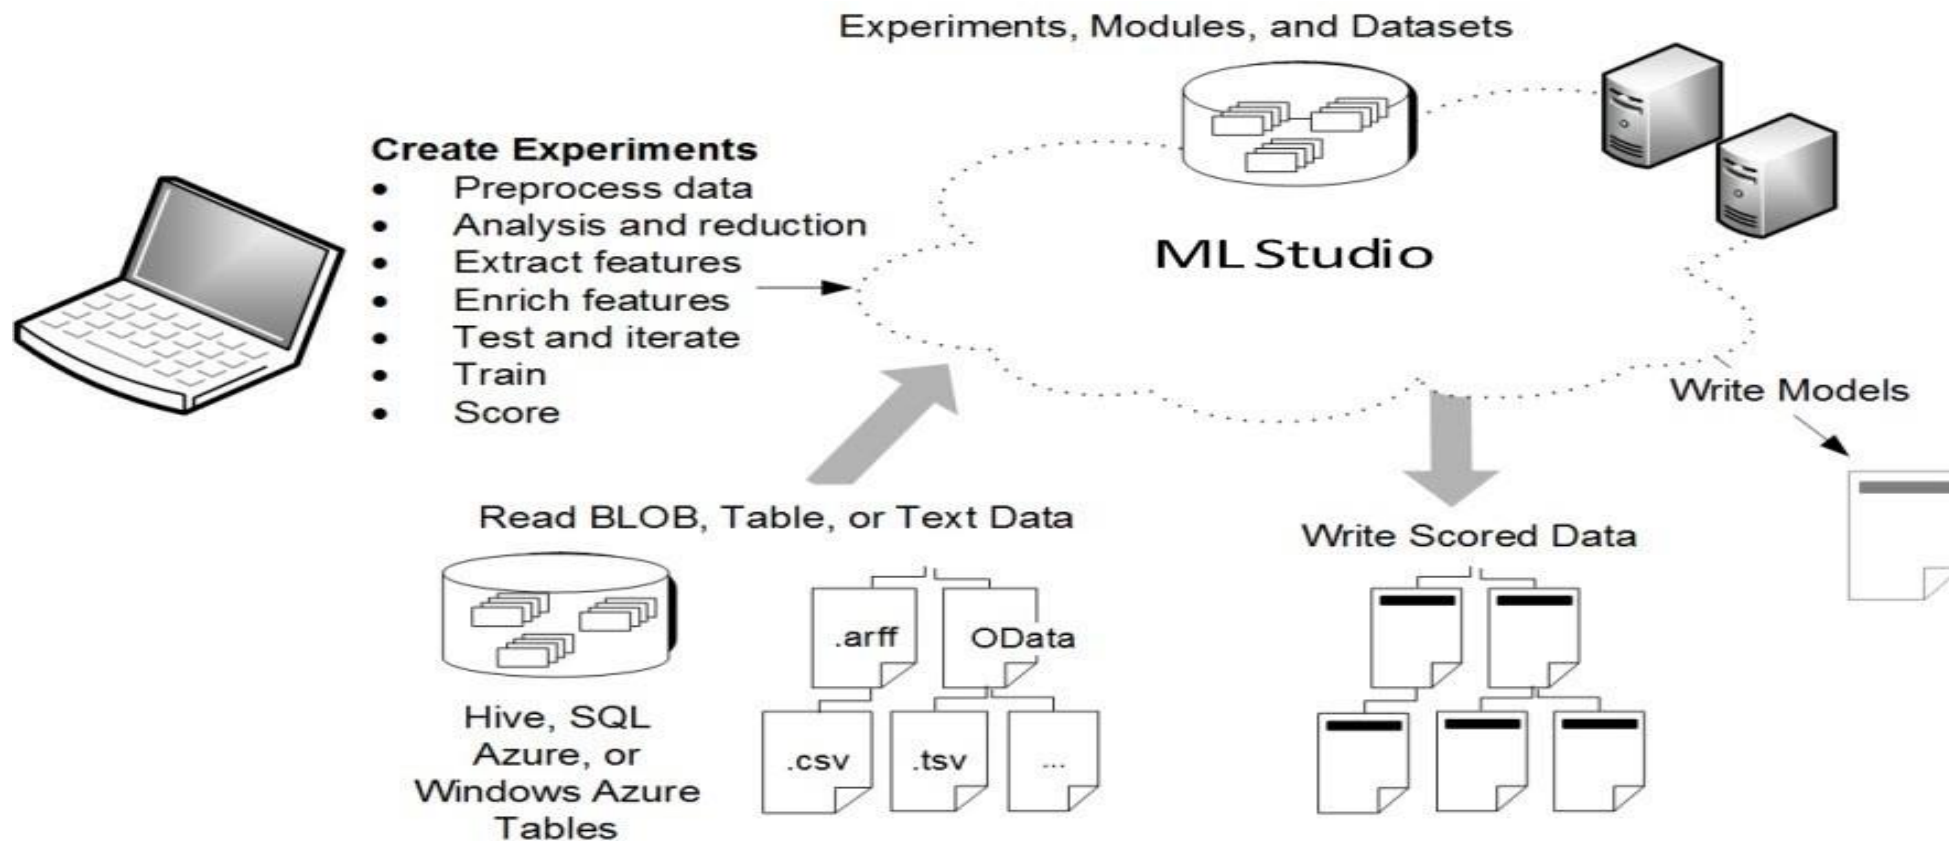 Experiments, Modules, and Datasets
Create Experiments
• Preprocess data
• Analysis and reduction
• Extract features
• Enrich features
• Test and iterate
• Train
• Score
ML Studio
Write Models
Read BLOB, Table, or Text Data
Write Scored Data
.arff
OData
.csv
.tsv
...
Hive, SQL
Azure, or
Windows Azure
Tables